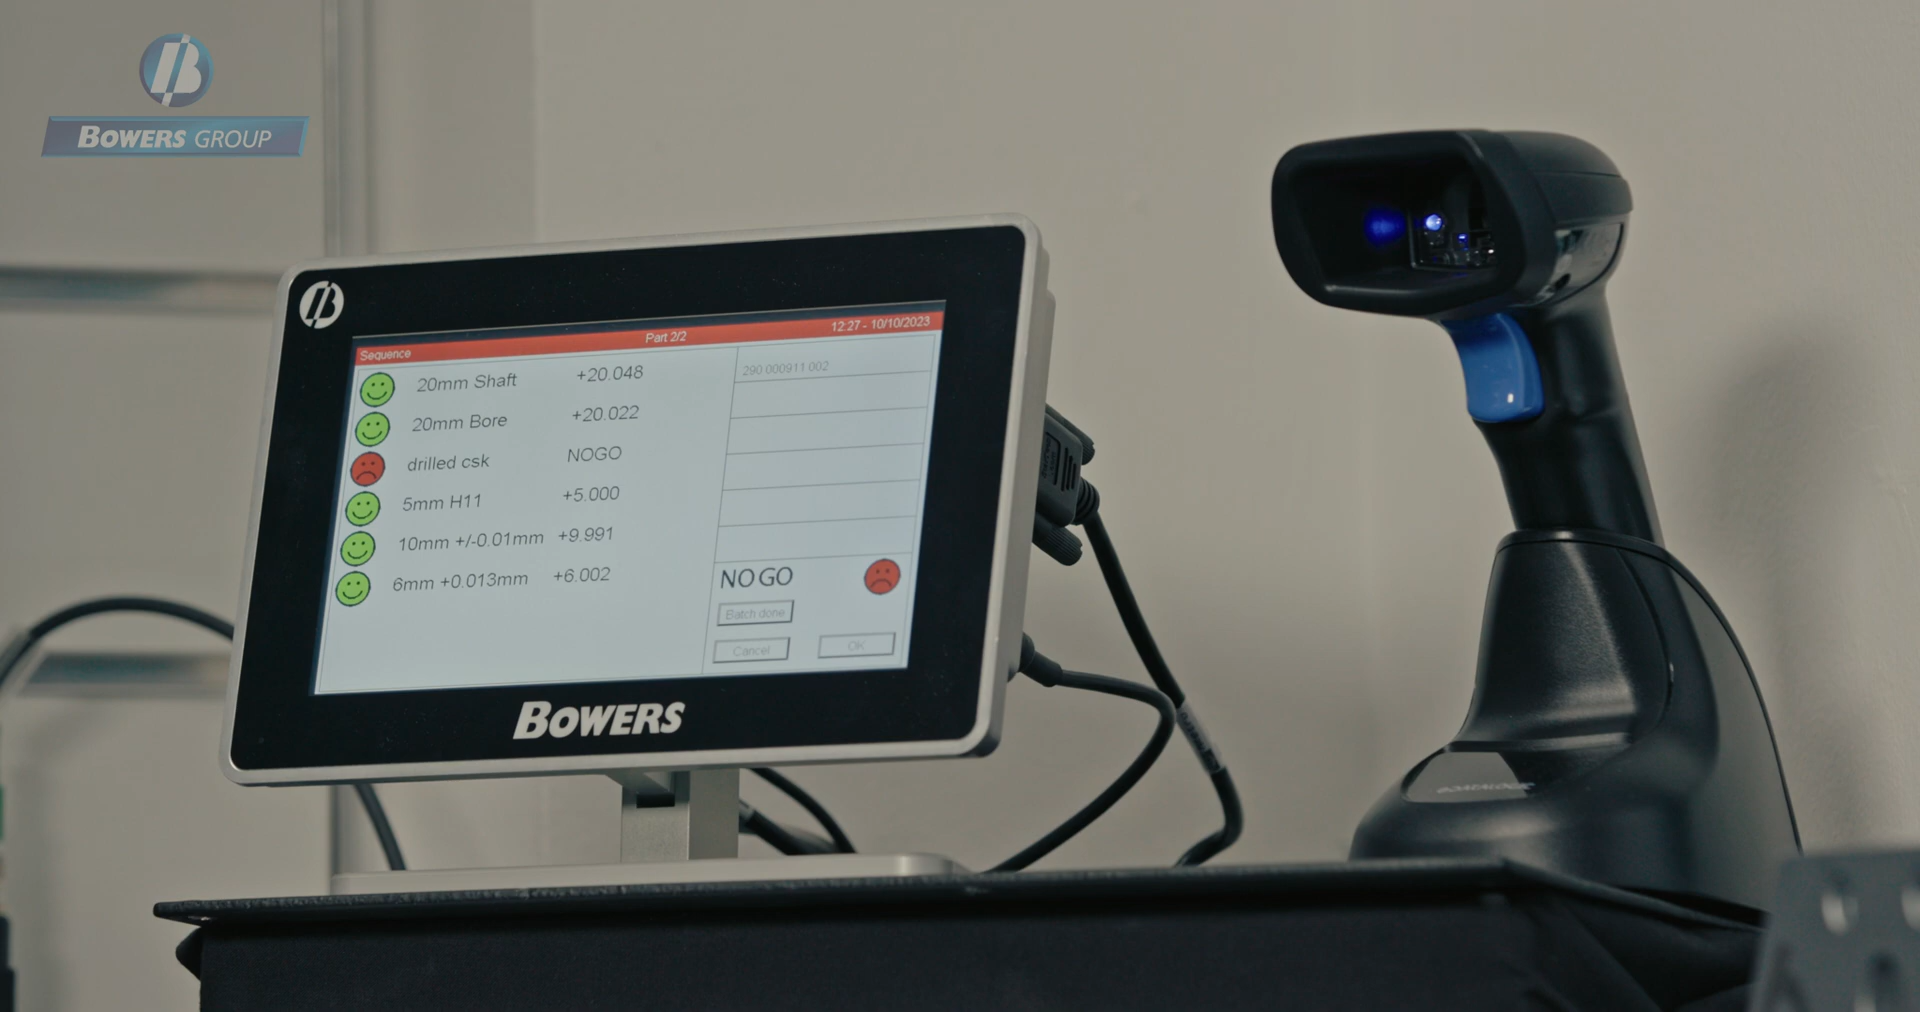 BOWERS GROUP
Sequence Part 2/2 12:27 - 10/10/2023
20mm Shaft +20.048
20mm Bore +20.022
drilled csk NOGO
5mm H11 +5.000
10mm +/-0.01mm +9.991
6mm +0.013mm +6.002
290 000911 002
NO GO
Batch done
Cancel OK
BOWERS
DATALOGIC